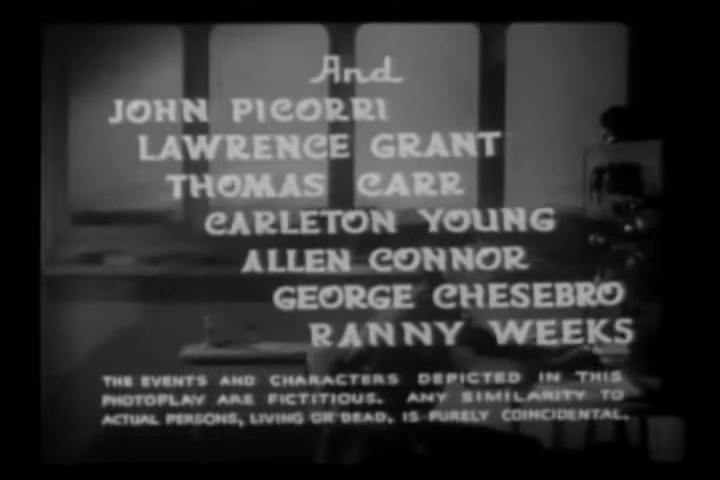 And
JOHN PICORRI
LAWRENCE GRANT
THOMAS CARR
CARLETON YOUNG
ALLEN CONNOR
GEORGE CHESEBRO
RANNY WEEKS
THE EVENTS AND CHARACTERS DEPICTED IN THIS
PHOTOPLAY ARE FICTITIOUS. ANY SIMILARITY TO
ACTUAL PERSONS, LIVING OR DEAD, IS PURELY COINCIDENTAL.